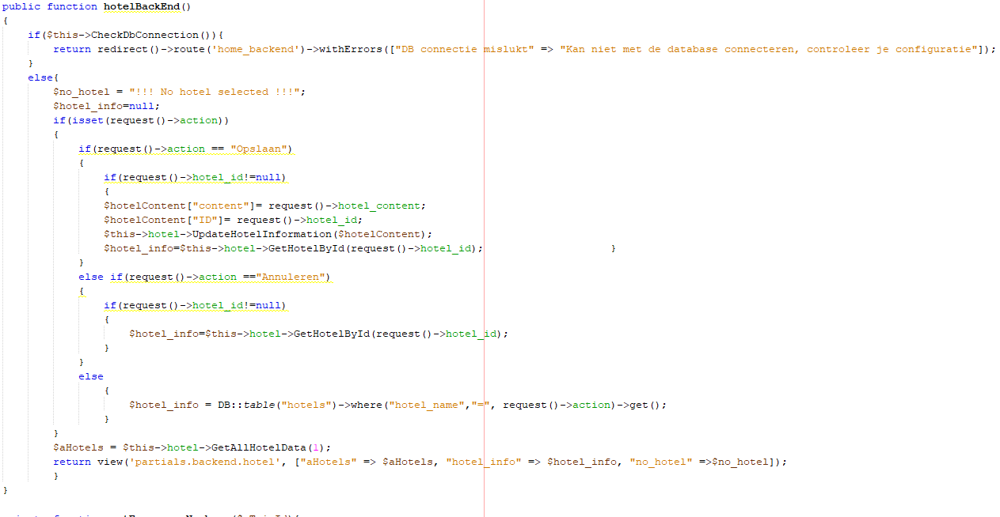 public function hotelBackEnd()
{
if($this->CheckDbConnection()){
return redirect()->route('home_backend')->withErrors(["DB connectie mislukt" => "Kan niet met de database connecteren, controleer je configuratie"]);
}
else{
$no_hotel = "!!! No hotel selected !!!";
$hotel_info=null;
if(isset(request()->action))
{
if(request()->action == "Opslaan")
{
if(request()->hotel_id!=null)
{
$hotelContent["content"]= request()->hotel_content;
$hotelContent["ID"]= request()->hotel_id;
$this->hotel->UpdateHotelInformation($hotelContent);
$hotel_info=$this->hotel->GetHotelById(request()->hotel_id); }
}
else if(request()->action =="Annuleren")
{
if(request()->hotel_id!=null)
{
$hotel_info=$this->hotel->GetHotelById(request()->hotel_id);
}
}
else
{
$hotel_info = DB::table("hotels")->where("hotel_name","=", request()->action)->get();
}
}
$aHotels = $this->hotel->GetAllHotelData(1);
return view('partials.backend.hotel', ["aHotels" => $aHotels, "hotel_info" => $hotel_info, "no_hotel" =>$no_hotel]);
}
}